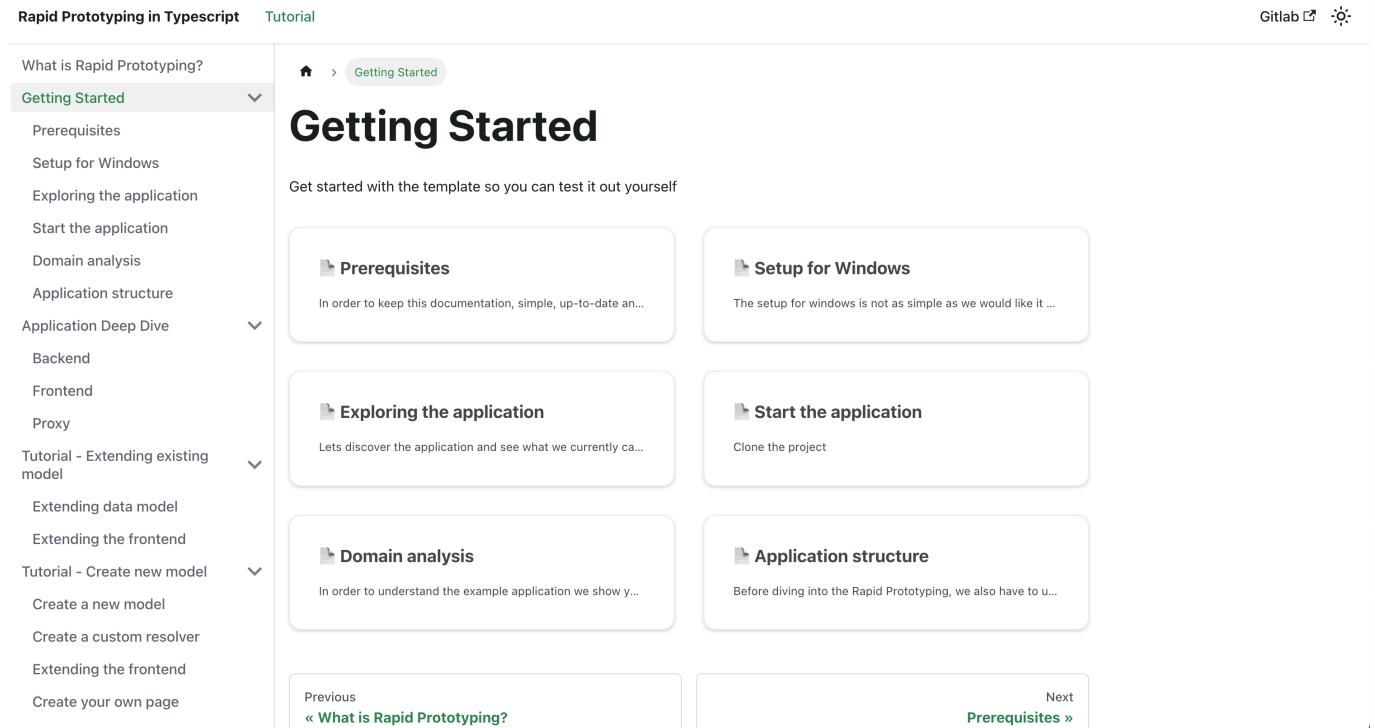 Rapid Prototyping in Typescript Tutorial Gitlab
What is Rapid Prototyping?
Getting Started
Prerequisites
Setup for Windows
Exploring the application
Start the application
Domain analysis
Application structure
Application Deep Dive
Backend
Frontend
Proxy
Tutorial - Extending existing
model
Extending data model
Extending the frontend
Tutorial - Create new model
Create a new model
Create a custom resolver
Extending the frontend
Create your own page
Getting Started
Getting Started
Get started with the template so you can test it out yourself
Prerequisites
In order to keep this documentation, simple, up-to-date an...
Setup for Windows
The setup for windows is not as simple as we would like it ...
Exploring the application
Lets discover the application and see what we currently ca...
Start the application
Clone the project
Domain analysis
In order to understand the example application we show y...
Application structure
Before diving into the Rapid Prototyping, we also have to u...
Previous
« What is Rapid Prototyping?
Next
Prerequisites »